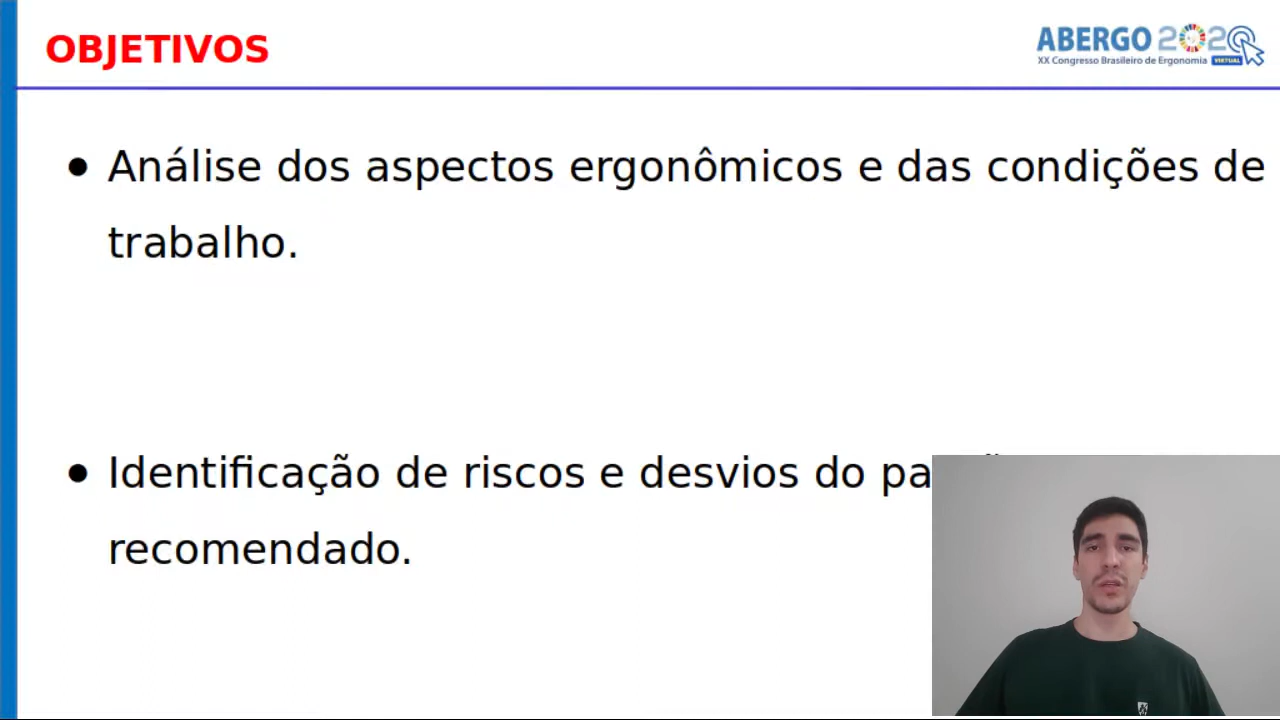 OBJETIVOS
ABERGO 2020
XX Congresso Brasileiro de Ergonomia VIRTUAL
• Análise dos aspectos ergonômicos e das condições de
trabalho.
• Identificação de riscos e desvios do
recomendado.